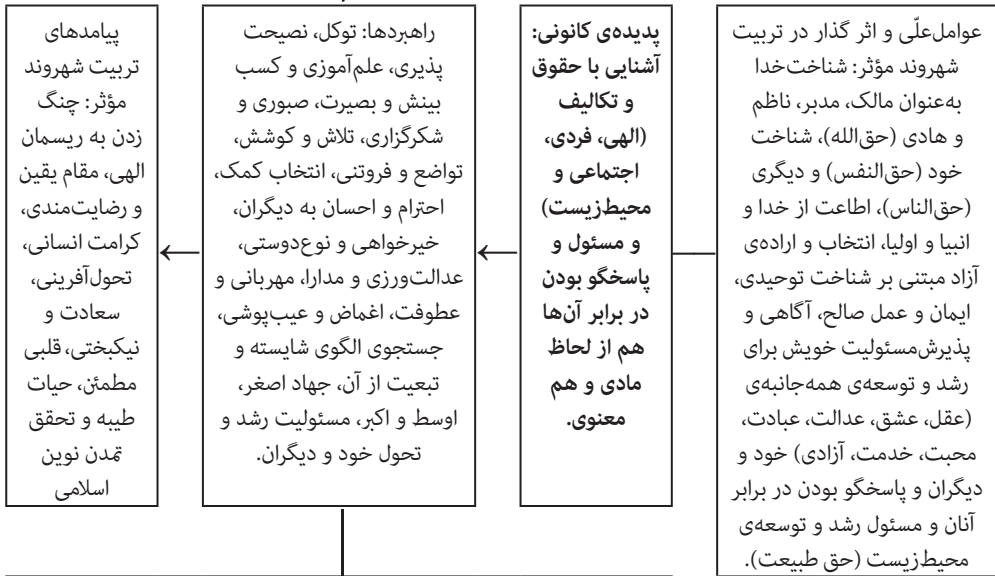 عوامل‌علّی و اثر گذار در تربیت
شهروند مؤثر: شناخت‌خدا
به‌عنوان مالک، مدبر، ناظم
و هادی (حق‌الله)، شناخت
خود (حق‌النفس) و دیگری
(حق‌الناس)، اطاعت از خدا و
انبیا و اولیا، انتخاب و اراده‌ی
آزاد مبتنی بر شناخت توحیدی،
ایمان و عمل صالح، آگاهی و
پذیرش‌مسئولیت خویش برای
رشد و توسعه‌ی همه‌جانبه‌ی
(عقل، عشق، عدالت، عبادت،
محبت، خدمت، آزادی) خود و
دیگران و پاسخگو بودن در برابر
آنان و مسئول رشد و توسعه‌ی
محیط‌زیست (حق طبیعت).
پدیده‌ی کانونی:
آشنایی با حقوق
و تکالیف
(الهی، فردی،
اجتماعی و
محیط‌زیست)
و مسئول و
پاسخگو بودن
در برابر آن‌ها
هم از لحاظ
مادی و هم
معنوی.
راهبردها: توکل، نصیحت
پذیری، علم‌آموزی و کسب
بینش و بصیرت، صبوری و
شکرگزاری، تلاش و کوشش،
تواضع و فروتنی، انتخاب کمک،
احترام و احسان به دیگران،
خیرخواهی و نوع‌دوستی،
عدالت‌ورزی و مدارا، مهربانی و
عطوفت، اغماض و عیب‌پوشی،
جستجوی الگوی شایسته و
تبعیت از آن، جهاد اصغر،
اوسط و اکبر، مسئولیت رشد و
تحول خود و دیگران.
پیامدهای
تربیت شهروند
مؤثر: چنگ
زدن به ریسمان
الهی، مقام یقین
و رضایت‌مندی،
کرامت انسانی،
تحول‌آفرینی،
سعادت و
نیکبختی، قلبی
مطمئن، حیات
طیبه و تحقق
تمدن نوین
اسلامی